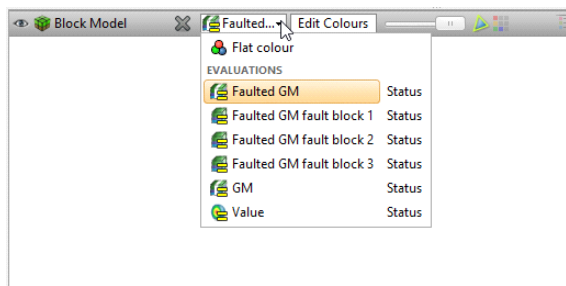 Block Model Faulted... Edit Colours
Flat colour
EVALUATIONS
Faulted GM Status
Faulted GM fault block 1 Status
Faulted GM fault block 2 Status
Faulted GM fault block 3 Status
GM Status
Value Status